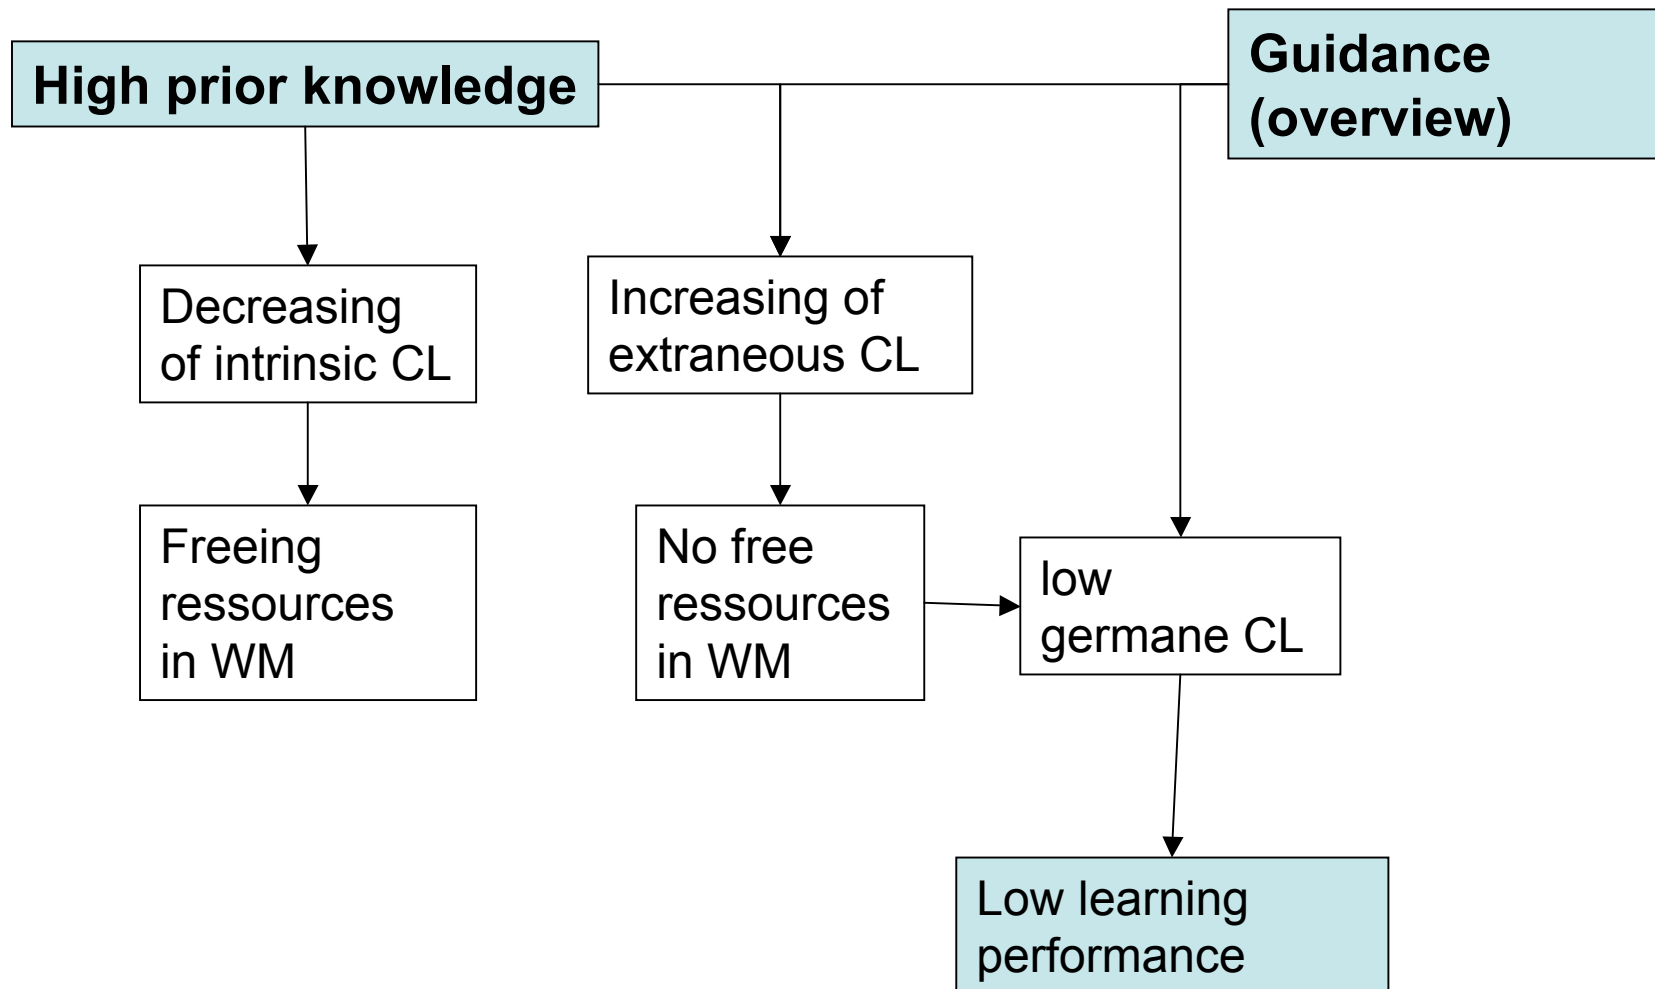 High prior knowledge
Guidance
(overview)
Decreasing
of intrinsic CL
Increasing of
extraneous CL
Freeing
ressources
in WM
No free
ressources
in WM
low
germane CL
Low learning
performance